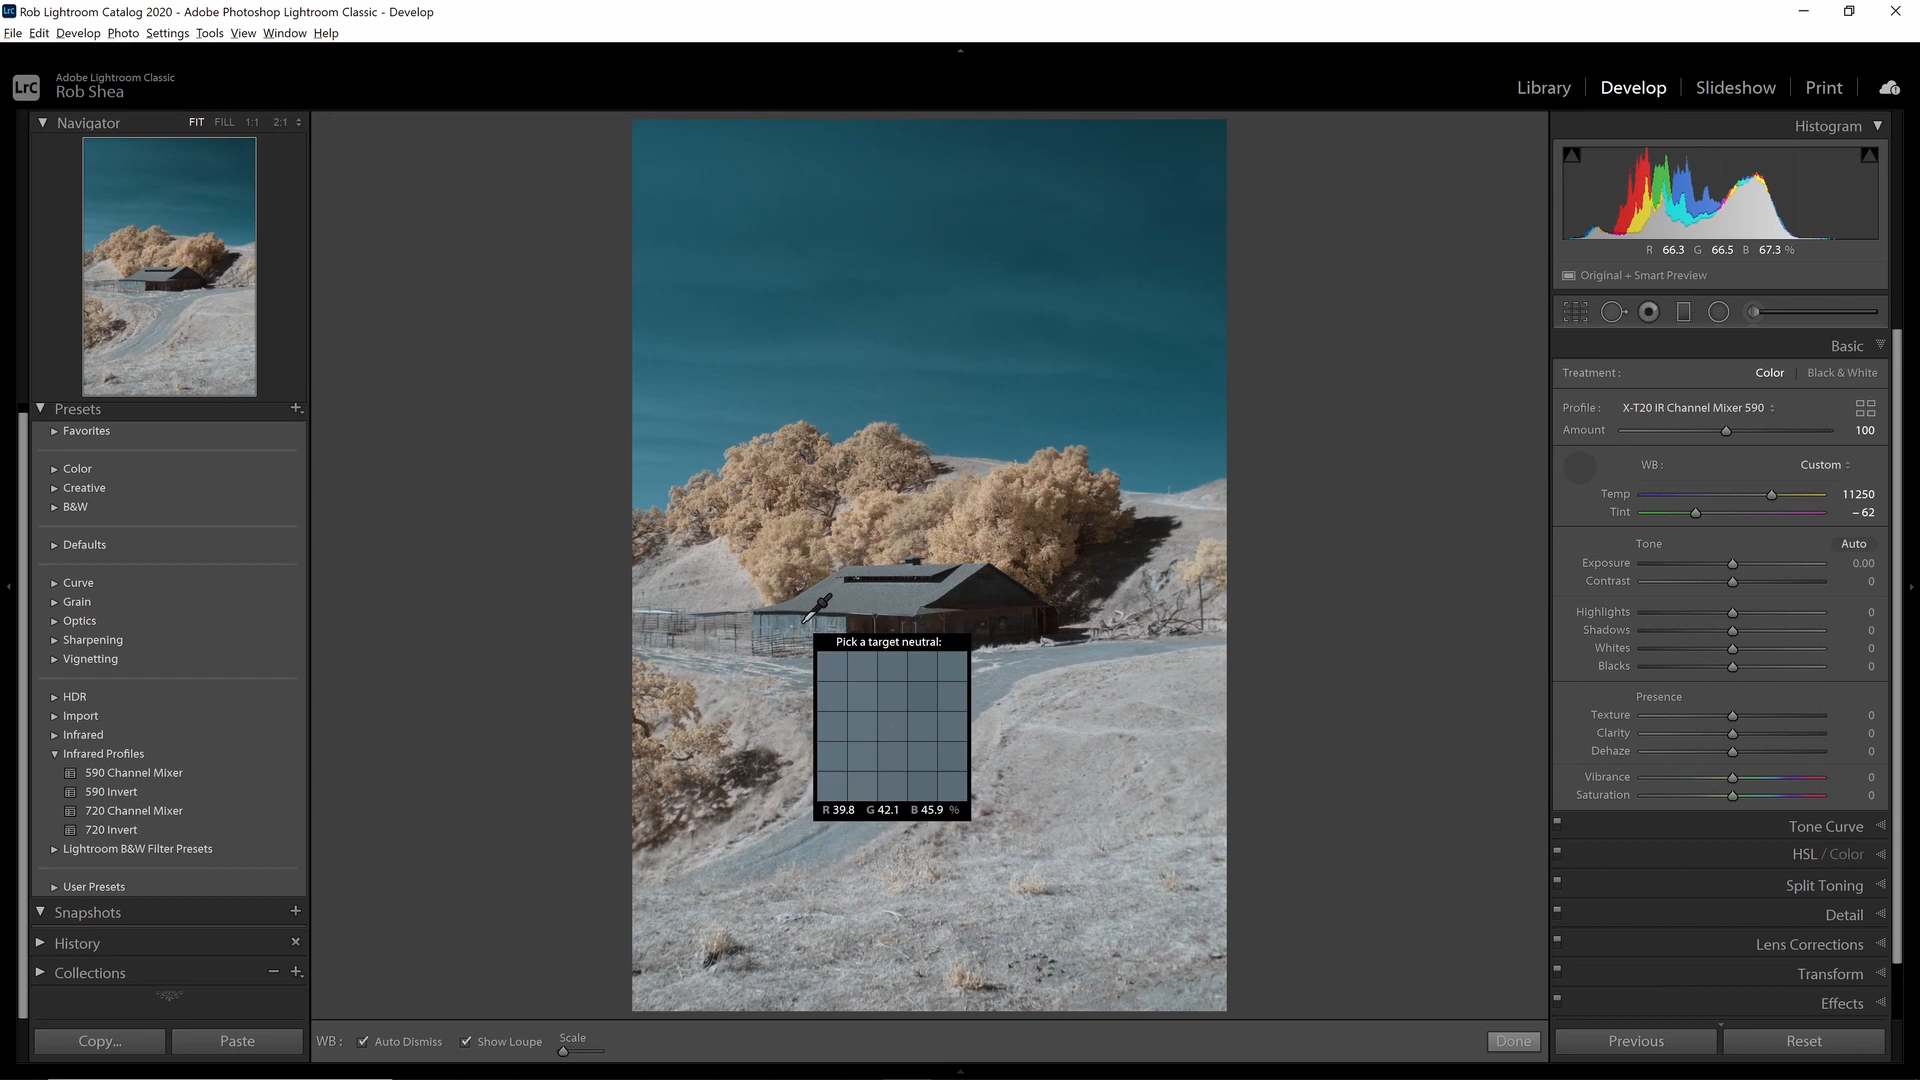 Rob Lightroom Catalog 2020 - Adobe Photoshop Lightroom Classic - Develop
File Edit Develop Photo Settings Tools View Window Help
LrC
Adobe Lightroom Classic
Rob Shea
Library
Develop
Slideshow
Print
Navigator
FIT FILL 1:1 2:1
Presets
Favorites
Color
Creative
B&W
Defaults
Curve
Grain
Optics
Sharpening
Vignetting
HDR
Import
Infrared
Infrared Profiles
590 Channel Mixer
590 Invert
720 Channel Mixer
720 Invert
Lightroom B&W Filter Presets
User Presets
Snapshots
History
Collections
Copy...
Paste
Pick a target neutral:
R 39.8 G 42.1 B 45.9 %
WB :
Auto Dismiss
Show Loupe
Scale
Done
Histogram
R 66.3 G 66.5 B 67.3 %
Original + Smart Preview
Basic
Treatment : Color Black & White
Profile : X-T20 IR Channel Mixer 590
Amount 100
WB : Custom
Temp 11250
Tint – 62
Tone Auto
Exposure 0.00
Contrast 0
Highlights 0
Shadows 0
Whites 0
Blacks 0
Presence
Texture 0
Clarity 0
Dehaze 0
Vibrance 0
Saturation 0
Tone Curve
HSL / Color
Split Toning
Detail
Lens Corrections
Transform
Effects
Previous
Reset